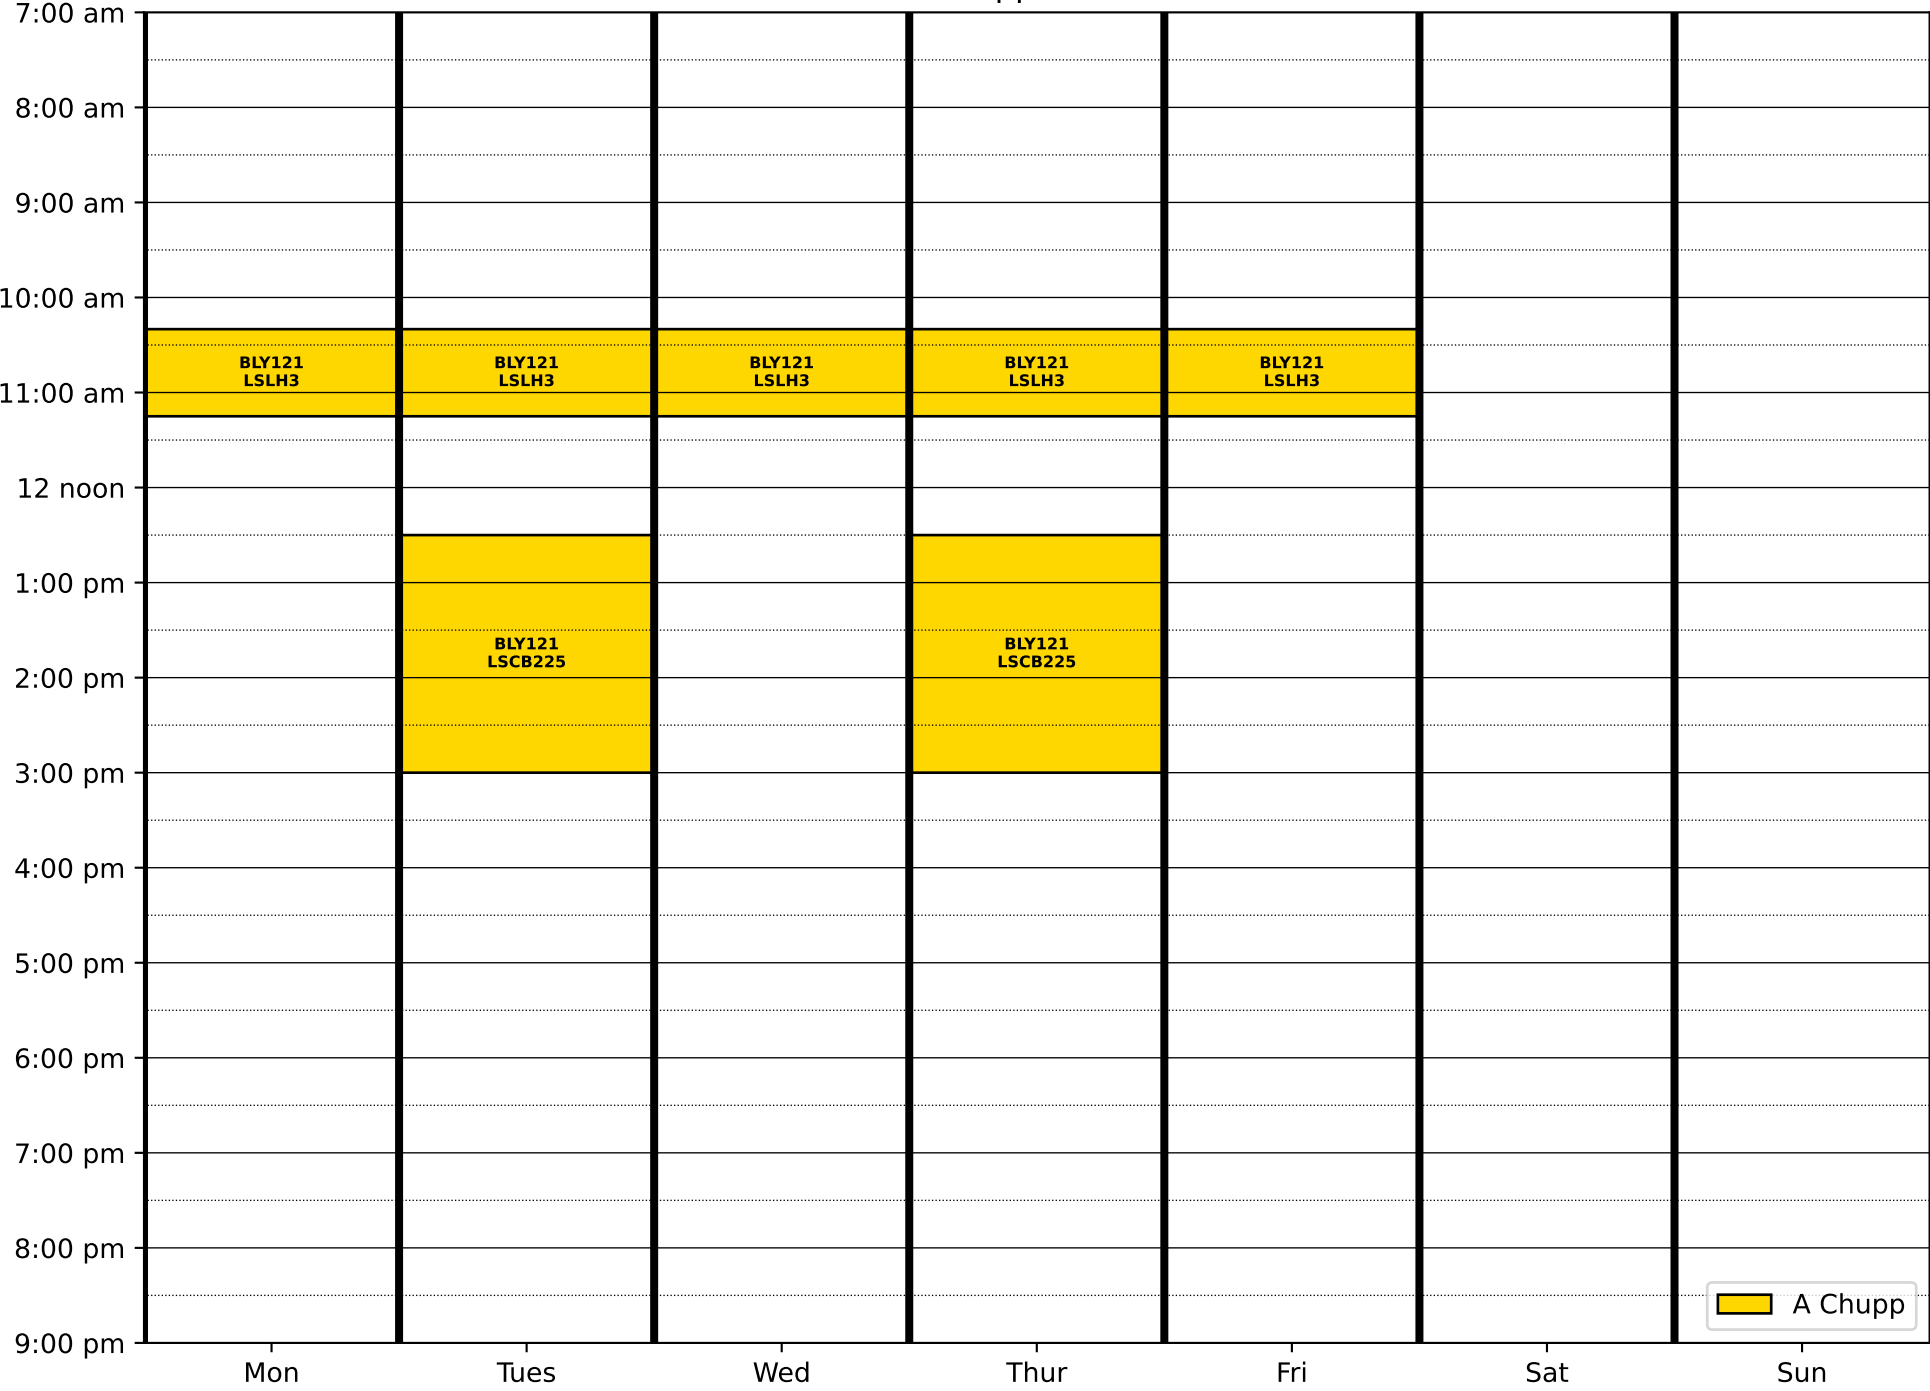 7:00 am
8:00 am
9:00 am
10:00 am
BLY121 BLY121 BLY121 BLY121 BLY121
LSLH3 LSLH3 LSLH3 LSLH3 LSLH3
11:00 am
12 noon
1:00 pm
BLY121 BLY121
LSCB225 LSCB225
2:00 pm
3:00 pm
4:00 pm
5:00 pm
6:00 pm
7:00 pm
8:00 pm
A Chupp
9:00 pm
Mon Tues Wed Thur Fri Sat Sun